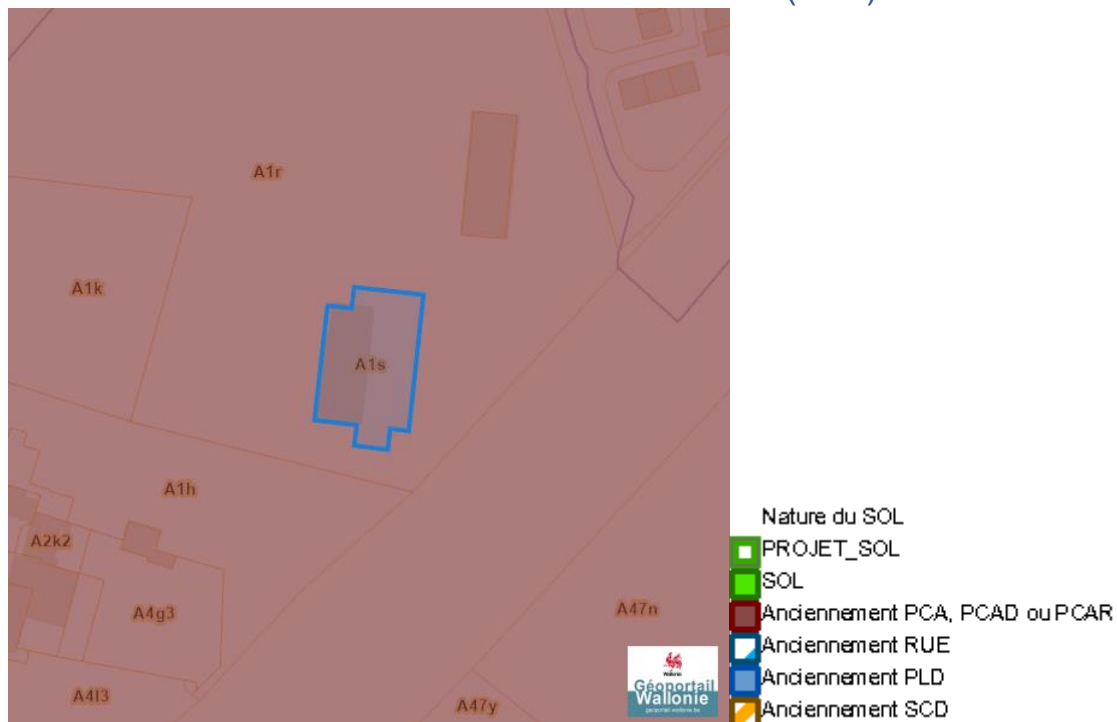 A1r
A1k
A1s
A1h
A2k2
A4g3
A47n
A4l3
A47y
Wallonie
Géoportail
Wallonie
Nature du SOL
PROJET_SOL
SOL
Anciennement PCA, PCAD ou PCAR
Anciennement RUE
Anciennement PLD
Anciennement SCD